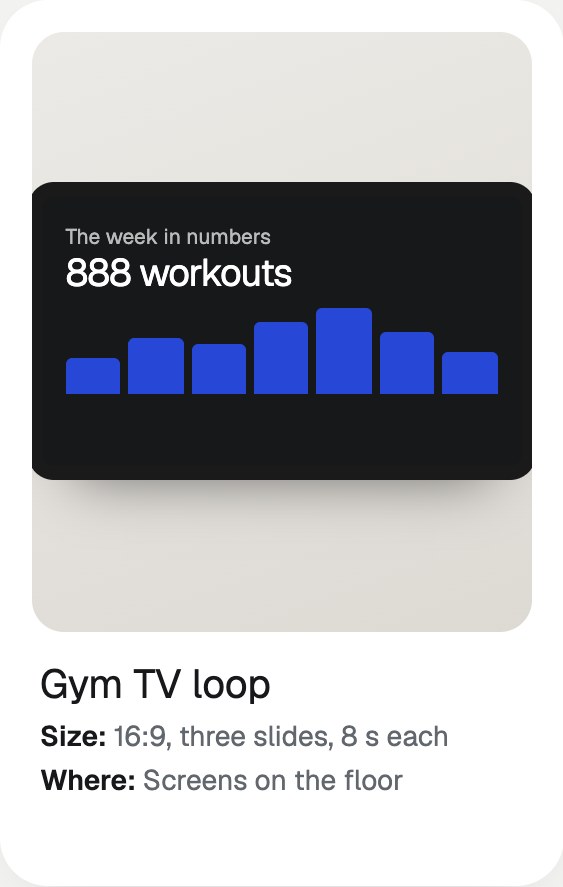 The week in numbers
888 workouts
Gym TV loop
Size: 16:9, three slides, 8 s each
Where: Screens on the floor